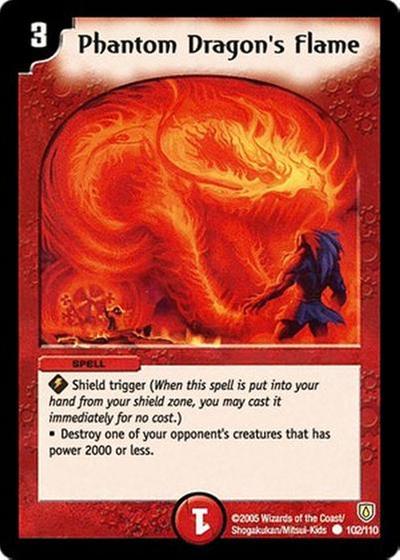 3
Phantom Dragon's Flame
SPELL
Shield trigger (When this spell is put into your
hand from your shield zone, you may cast it
immediately for no cost.)
▪ Destroy one of your opponent's creatures that has
power 2000 or less.
1
©2005 Wizards of the Coast/
Shogakukan/Mitsui-Kids ● 102/110